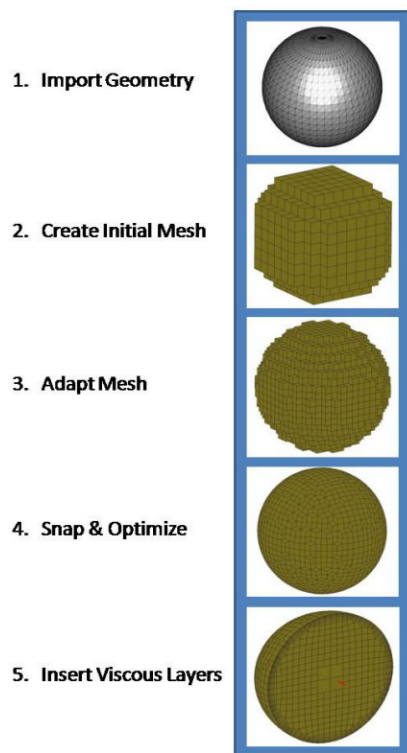 1. Import Geometry
2. Create Initial Mesh
3. Adapt Mesh
4. Snap & Optimize
5. Insert Viscous Layers